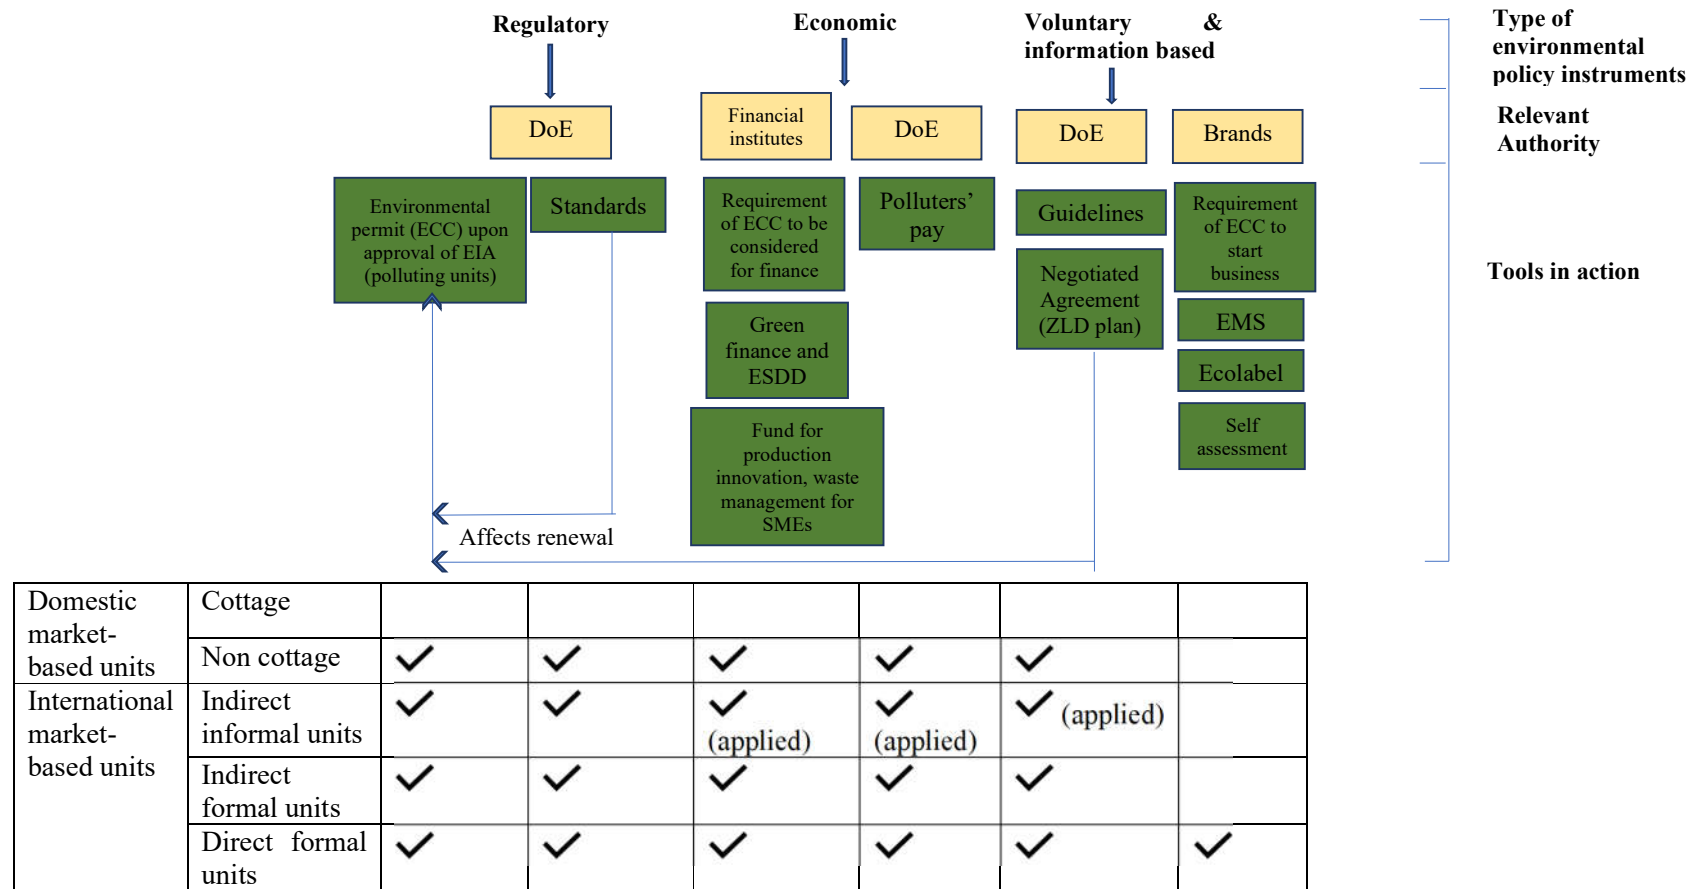 Regulatory
Economic
Voluntary &
information based
Type of
environmental
policy instruments
DoE
Financial
institutes
DoE
DoE
Brands
Relevant
Authority
Environmental
permit (ECC) upon
approval of EIA
(polluting units)
Standards
Requirement
of ECC to be
considered
for finance
Polluters'
pay
Guidelines
Requirement
of ECC to
start
business
Negotiated
Agreement
(ZLD plan)
Tools in action
Green
finance and
ESDD
EMS
Ecolabel
Self
assessment
Fund for
production
innovation, waste
management for
SMEs
Affects renewal
Domestic
market-
based units
Cottage
Non cottage
✓ ✓ ✓ ✓ ✓
International
market-
based units
Indirect
informal units
✓ ✓ ✓ ✓ ✓ (applied)
(applied) (applied)
Indirect
formal units
✓ ✓ ✓ ✓ ✓
Direct formal
units
✓ ✓ ✓ ✓ ✓ ✓